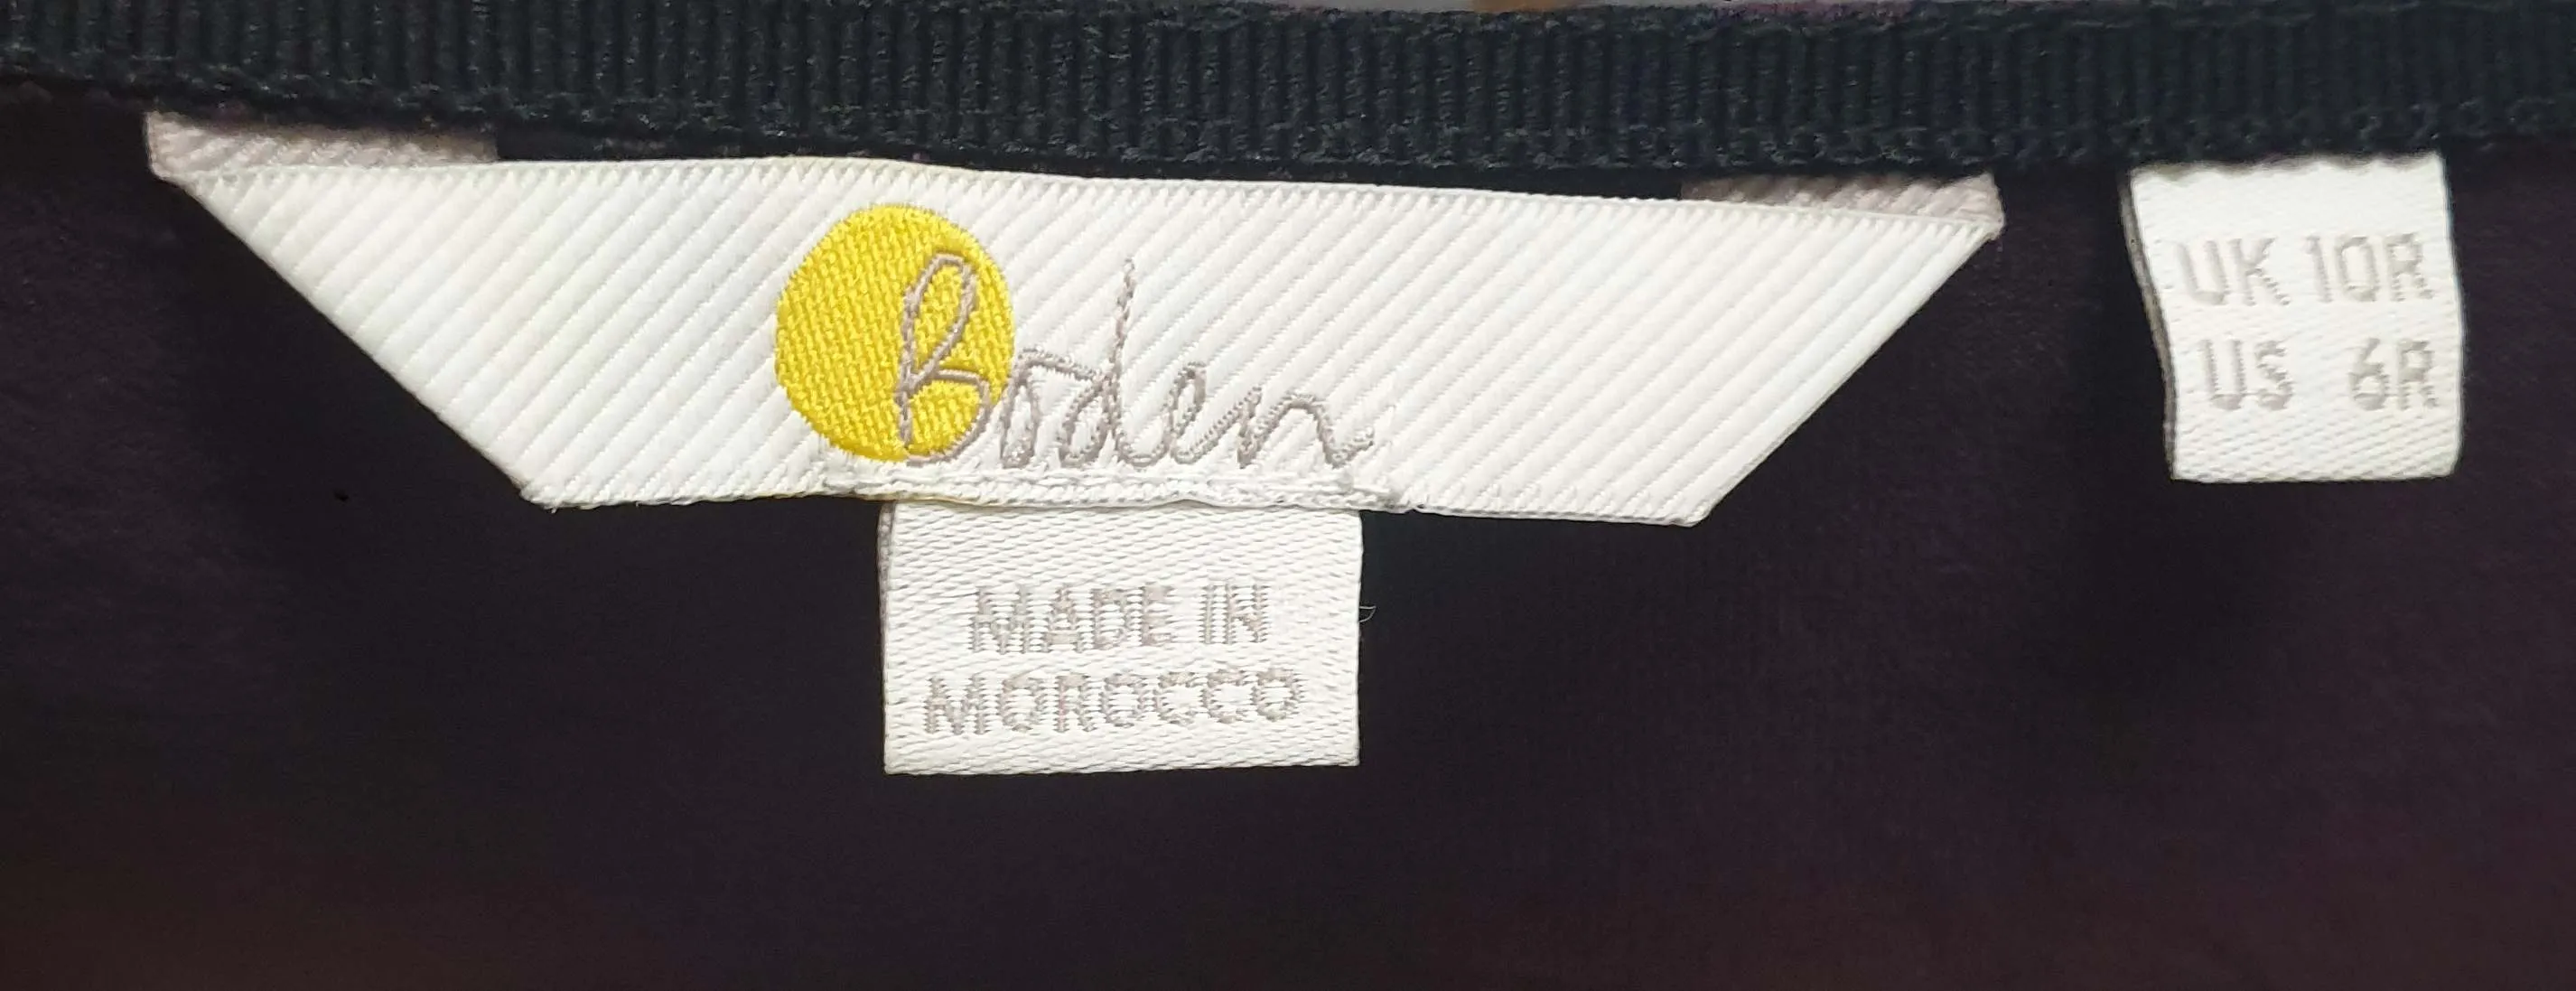 Boden
MADE IN
MOROCCO
UK 10R
US 6R